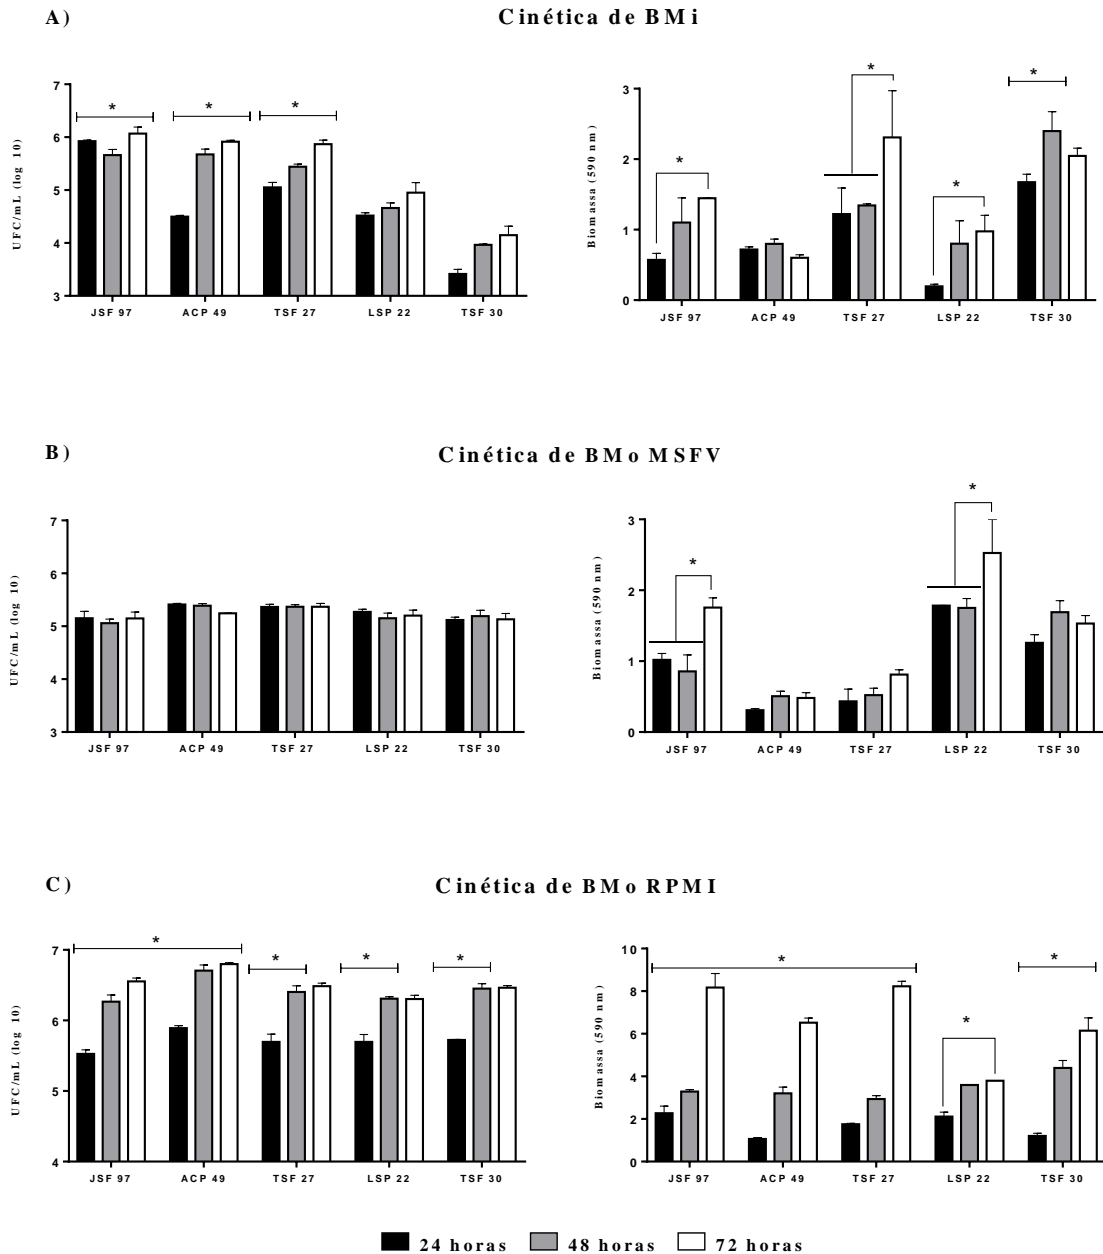 A)
Cinética de BMi
UFC/mL (log 10)
7
6
5
4
3
*
*
*
JSF 97
ACP 49
TSF 27
LSP 22
TSF 30
Biomassa (590 nm)
3
2
1
0
*
*
*
*
JSF 97
ACP 49
TSF 27
LSP 22
TSF 30
B)
Cinética de BMo MSFV
UFC/mL (log 10)
7
6
5
4
3
JSF 97
ACP 49
TSF 27
LSP 22
TSF 30
Biomassa (590 nm)
3
2
1
0
*
*
JSF 97
ACP 49
TSF 27
LSP 22
TSF 30
C)
Cinética de BMo RPMI
UFC/mL (log 10)
7
6
5
4
*
*
*
*
JSF 97
ACP 49
TSF 27
LSP 22
TSF 30
Biomassa (590 nm)
10
8
6
4
2
0
*
*
*
JSF 97
ACP 49
TSF 27
LSP 22
TSF 30
24 horas 48 horas 72 horas